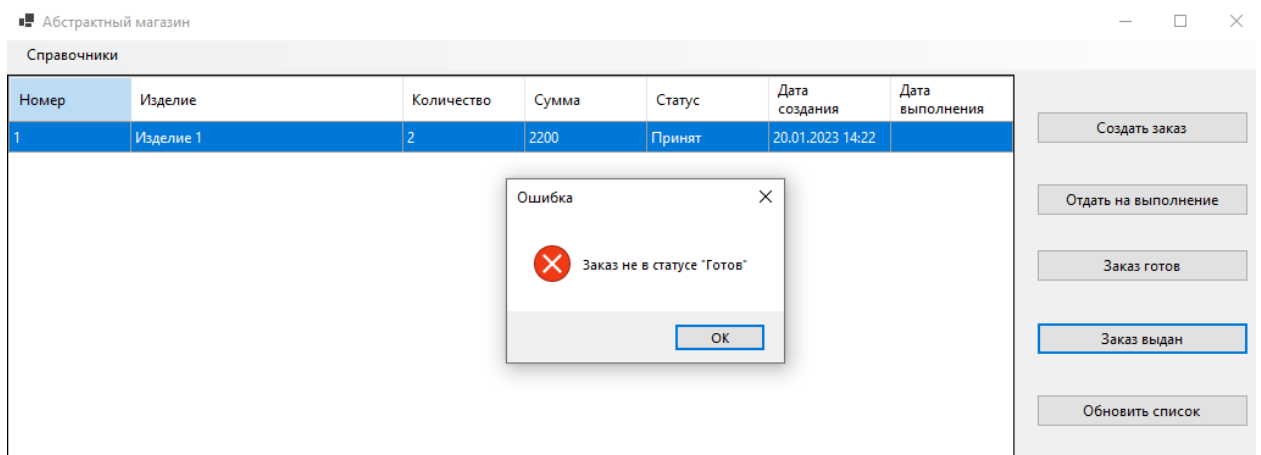 Абстрактный магазин
Справочники
Номер Изделие Количество Сумма Статус Дата создания Дата выполнения
1 Изделие 1 2 2200 Принят 20.01.2023 14:22
Ошибка
Заказ не в статусе "Готов"
ОК
Создать заказ
Отдать на выполнение
Заказ готов
Заказ выдан
Обновить список